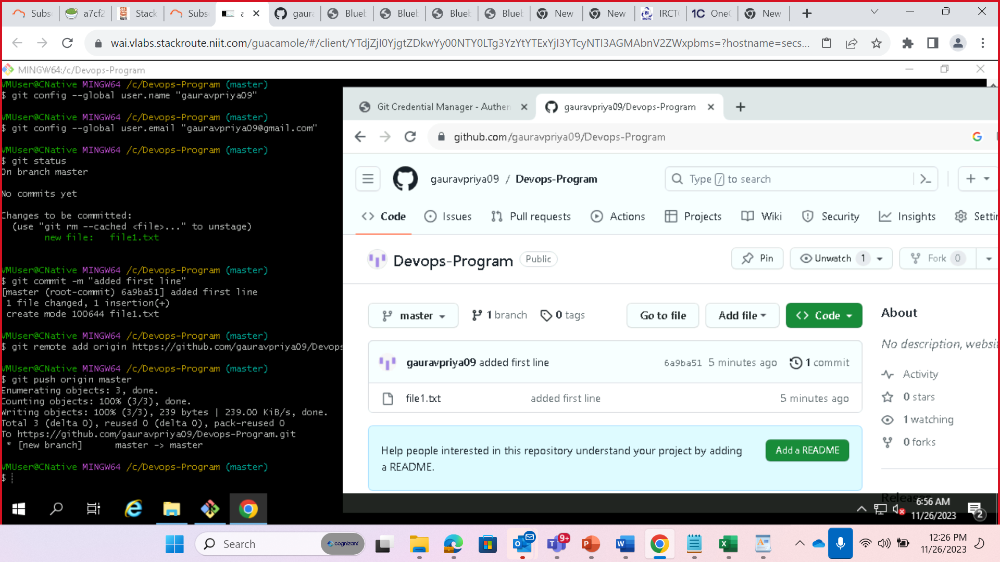 Subs
a7cf2
Stack
Subs
a
gaura
Blueb
Blueb
Blueb
Blueb
New
New
IRCTC
1C One
New
wai.vlabs.stackroute.niit.com/guacamole/#/client/
MINGW64:/c/Devops-Program
VMUser@CNative MINGW64 /c/Devops-Program (master)
$ git config --global user.name "gauravpriya09"
VMUser@CNative MINGW64 /c/Devops-Program (master)
$ git config --global user.email "gauravpriya09@gmail.com"
VMUser@CNative MINGW64 /c/Devops-Program (master)
$ git status
On branch master
No commits yet
Changes to be committed:
(use "git rm --cached <file>..." to unstage)
new file: file1.txt
VMUser@CNative MINGW64 /c/Devops-Program (master)
$ git commit -m "added first line"
[master (root-commit) 6a9ba51] added first line
1 file changed, 1 insertion(+)
create mode 100644 file1.txt
VMUser@CNative MINGW64 /c/Devops-Program (master)
$ git remote add origin https://github.com/gauravpriya09/Devops
VMUser@CNative MINGW64 /c/Devops-Program (master)
$ git push origin master
Enumerating objects: 3, done.
Counting objects: 100% (3/3), done.
Writing objects: 100% (3/3), 239 bytes | 239.00 KiB/s, done.
Total 3 (delta 0), reused 0 (delta 0), pack-reused 0
To https://github.com/gauravpriya09/Devops-Program.git
* [new branch] master -> master
VMUser@CNative MINGW64 /c/Devops-Program (master)
$
Git Credential Manager - Authen
gauravpriya09/Devops-Program
github.com/gauravpriya09/Devops-Program
gauravpriya09 / Devops-Program
Type / to search
Code Issues Pull requests Actions Projects Wiki Security Insights Settin
Devops-Program Public
Pin Unwatch 1 Fork 0
master 1 branch 0 tags Go to file Add file Code
gauravpriya09 added first line 6a9ba51 5 minutes ago 1 commit
file1.txt added first line 5 minutes ago
Help people interested in this repository understand your project by adding
a README.
Add a README
About
No description, websi
Activity
0 stars
1 watching
0 forks
Releases
6:56 AM
11/26/2023
2
Search cognizant
9+
12:26 PM
11/26/2023